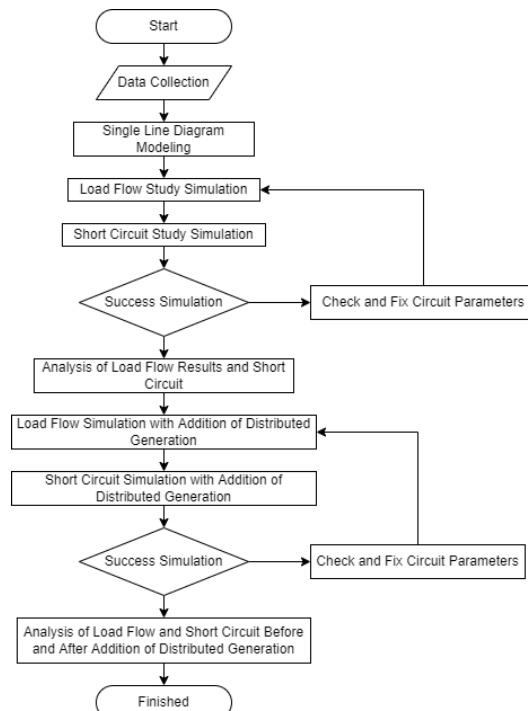 Start
Data Collection
Single Line Diagram
Modeling
Load Flow Study Simulation
Short Circuit Study Simulation
Success Simulation
Check and Fix Circuit Parameters
Analysis of Load Flow Results and Short
Circuit
Load Flow Simulation with Addition of Distributed
Generation
Short Circuit Simulation with Addition of
Distributed Generation
Success Simulation
Check and Fix Circuit Parameters
Analysis of Load Flow and Short Circuit Before
and After Addition of Distributed Generation
Finished